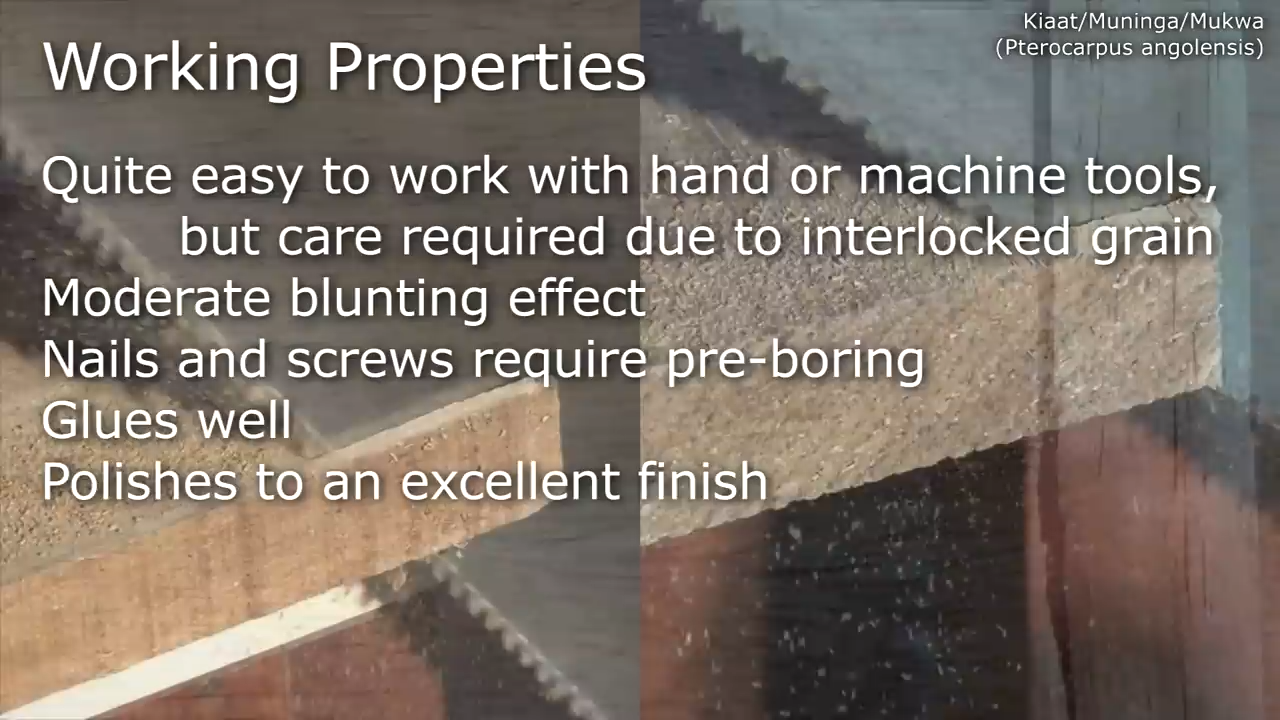 Kiaat/Muninga/Mukwa
(Pterocarpus angolensis)
Working Properties
Quite easy to work with hand or machine tools,
but care required due to interlocked grain
Moderate blunting effect
Nails and screws require pre-boring
Glues well
Polishes to an excellent finish